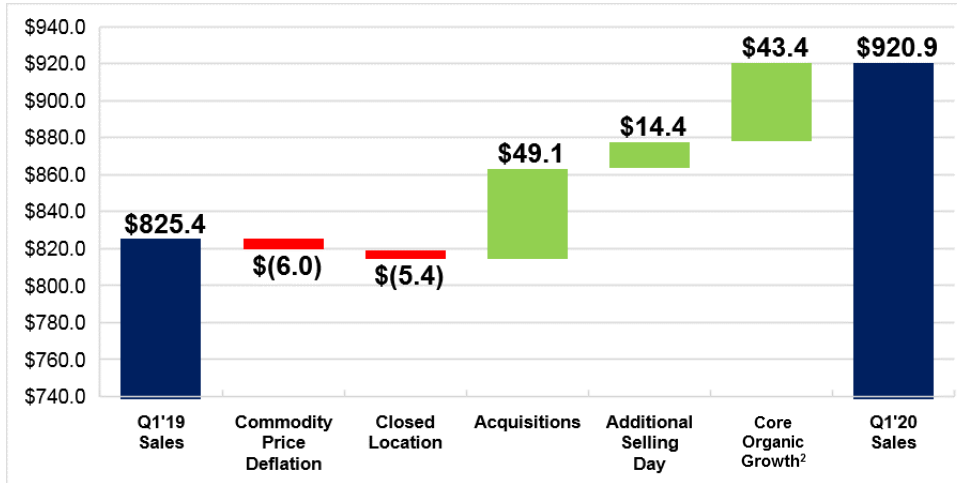 $940.0
$920.0
$900.0
$880.0
$860.0
$840.0
$820.0
$800.0
$780.0
$760.0
$740.0
$825.4
$(6.0)
$(5.4)
$49.1
$14.4
$43.4
$920.9
Q1'19
Sales
Commodity
Price
Deflation
Closed
Location
Acquisitions
Additional
Selling
Day
Core
Organic
Growth²
Q1'20
Sales